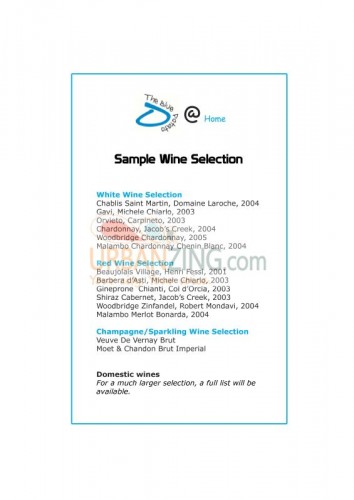 The blue potato
@ Home
Sample Wine Selection
White Wine Selection
Chablis Saint Martin, Domaine Laroche, 2004
Gavi, Michele Chiarlo, 2003
Orvieto, Carpineto, 2003
Chardonnay, Jacob's Creek, 2004
Woodbridge Chardonnay, 2005
Malambo Chardonnay Chenin Blanc, 2004
URBANZING.com
Red Wine Selection
Beaujolais Village, Henri Fessi, 2001
Barbera d'Asti, Michele Chierlo, 2003
Gineprone Chianti, Col d'Orcia, 2003
Shiraz Cabernet, Jacob's Creek, 2003
Woodbridge Zinfandel, Robert Mondavi, 2004
Malambo Merlot Bonarda, 2004
Champagne/Sparkling Wine Selection
Veuve De Vernay Brut
Moet & Chandon Brut Imperial
Domestic wines
For a much larger selection, a full list will be
available.